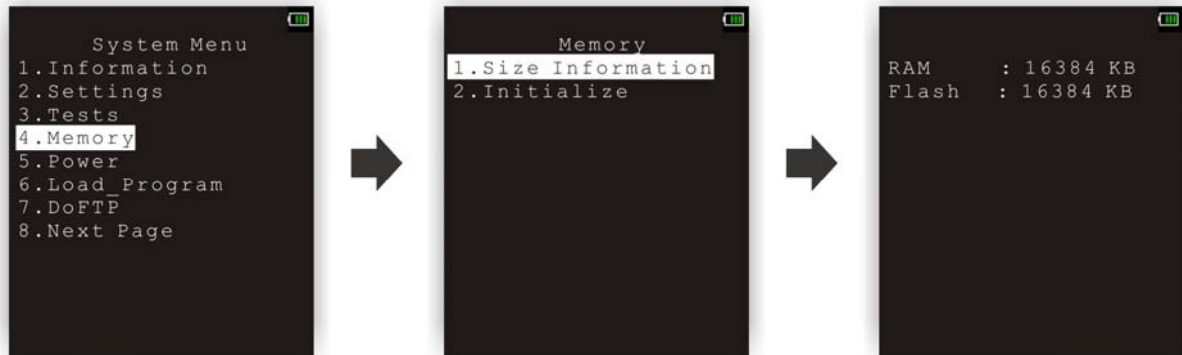 System Menu
1.Information
2.Settings
3.Tests
4.Memory
5.Power
6.Load_Program
7.DoFTP
8.Next Page
Memory
1.Size Information
2.Initialize
RAM : 16384 KB
Flash : 16384 KB